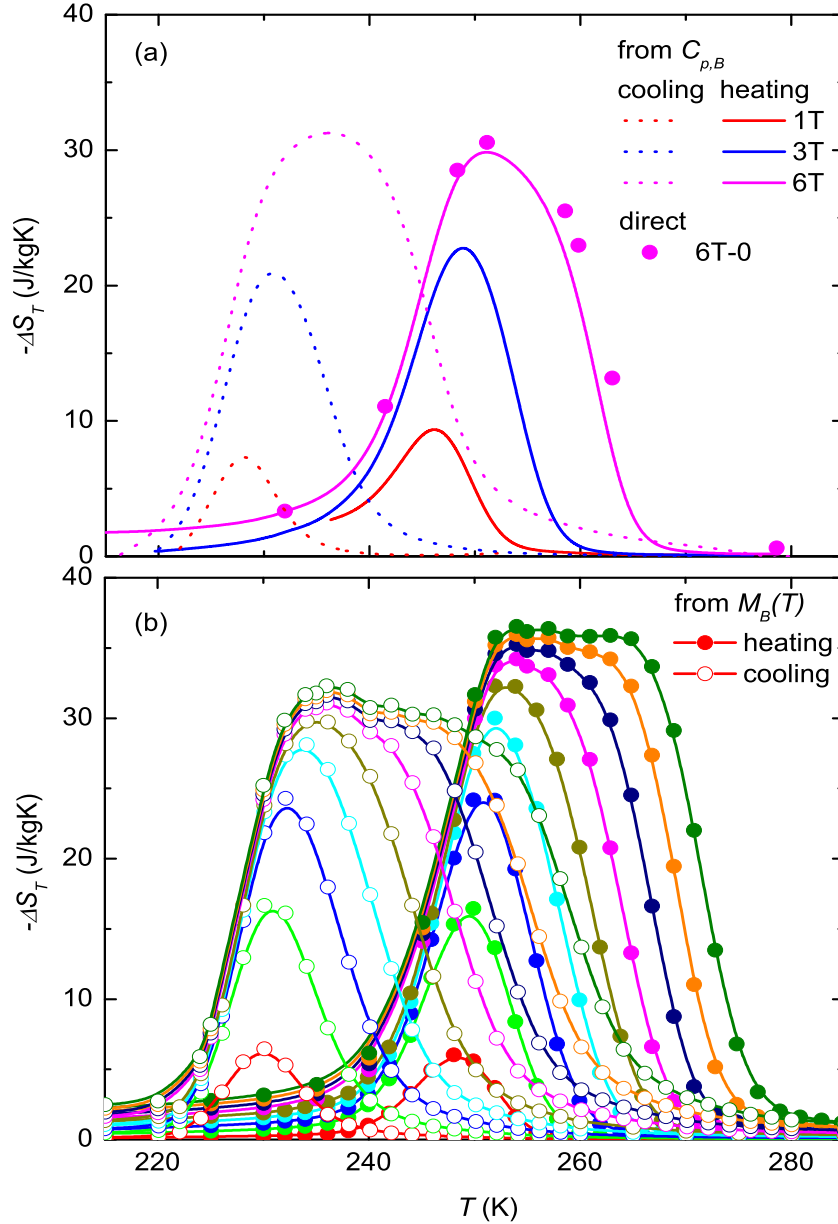 40
(a)
from C_{p,B}
cooling heating
1T
3T
6T
direct
6T-0
30
20
10
0
-ΔS_T (J/kgK)
40
(b)
from M_B(T)
heating
cooling
30
20
10
0
-ΔS_T (J/kgK)
220 240 260 280
T (K)